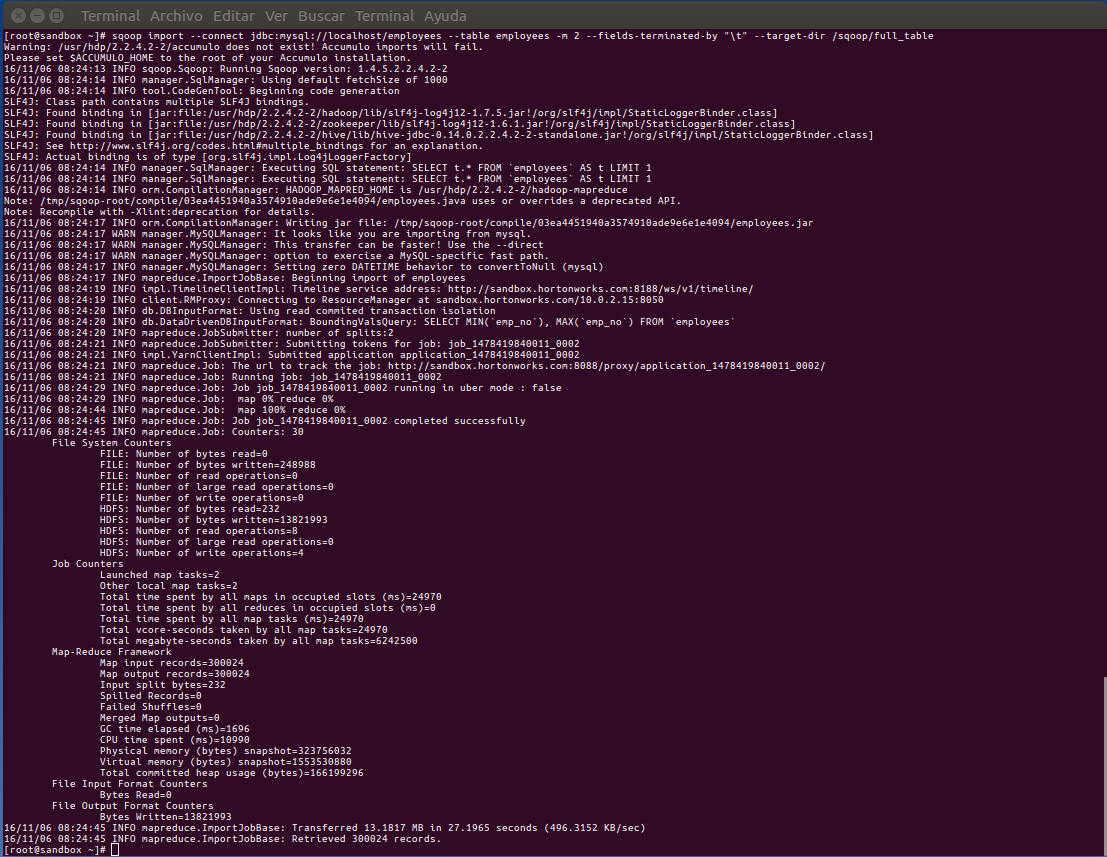 Terminal Archivo Editar Ver Buscar Terminal Ayuda
[root@sandbox ~]# sqoop import --connect jdbc:mysql://localhost/employees --table employees -m 2 --fields-terminated-by "\t" --target-dir /sqoop/full_table
Warning: /usr/hdp/2.2.4.2-2/accumulo does not exist! Accumulo imports will fail.
Please set $ACCUMULO_HOME to the root of your Accumulo installation.
16/11/06 08:24:13 INFO sqoop.Sqoop: Running Sqoop version: 1.4.5.2.2.4.2-2
16/11/06 08:24:14 INFO manager.SqlManager: Using default fetchSize of 1000
16/11/06 08:24:14 INFO tool.CodeGenTool: Beginning code generation
SLF4J: Class path contains multiple SLF4J bindings.
SLF4J: Found binding in [jar:file:/usr/hdp/2.2.4.2-2/hadoop/lib/slf4j-log4j12-1.7.5.jar!/org/slf4j/impl/StaticLoggerBinder.class]
SLF4J: Found binding in [jar:file:/usr/hdp/2.2.4.2-2/zookeeper/lib/slf4j-log4j12-1.6.1.jar!/org/slf4j/impl/StaticLoggerBinder.class]
SLF4J: Found binding in [jar:file:/usr/hdp/2.2.4.2-2/hive/lib/hive-jdbc-0.14.0.2.2.4.2-2-standalone.jar!/org/slf4j/impl/StaticLoggerBinder.class]
SLF4J: See http://www.slf4j.org/codes.html#multiple_bindings for an explanation.
SLF4J: Actual binding is of type [org.slf4j.impl.Log4jLoggerFactory]
16/11/06 08:24:14 INFO manager.SqlManager: Executing SQL statement: SELECT t.* FROM `employees` AS t LIMIT 1
16/11/06 08:24:14 INFO manager.SqlManager: Executing SQL statement: SELECT t.* FROM `employees` AS t LIMIT 1
16/11/06 08:24:14 INFO orm.CompilationManager: HADOOP_MAPRED_HOME is /usr/hdp/2.2.4.2-2/hadoop-mapreduce
Note: /tmp/sqoop-root/compile/03ea4451940a3574910ade9e6e1e4094/employees.java uses or overrides a deprecated API.
Note: Recompile with -Xlint:deprecation for details.
16/11/06 08:24:17 INFO orm.CompilationManager: Writing jar file: /tmp/sqoop-root/compile/03ea4451940a3574910ade9e6e1e4094/employees.jar
16/11/06 08:24:17 WARN manager.MySQLManager: It looks like you are importing from mysql.
16/11/06 08:24:17 WARN manager.MySQLManager: This transfer can be faster! Use the --direct
16/11/06 08:24:17 WARN manager.MySQLManager: option to exercise a MySQL-specific fast path.
16/11/06 08:24:17 INFO manager.MySQLManager: Setting zero DATETIME behavior to convertToNull (mysql)
16/11/06 08:24:17 INFO mapreduce.ImportJobBase: Beginning import of employees
16/11/06 08:24:19 INFO impl.TimelineClientImpl: Timeline service address: http://sandbox.hortonworks.com:8188/ws/v1/timeline/
16/11/06 08:24:19 INFO client.RMProxy: Connecting to ResourceManager at sandbox.hortonworks.com/10.0.2.15:8050
16/11/06 08:24:20 INFO db.DBInputFormat: Using read commited transaction isolation
16/11/06 08:24:20 INFO db.DataDrivenDBInputFormat: BoundingValsQuery: SELECT MIN(`emp_no`), MAX(`emp_no`) FROM `employees`
16/11/06 08:24:20 INFO mapreduce.JobSubmitter: number of splits:2
16/11/06 08:24:21 INFO mapreduce.JobSubmitter: Submitting tokens for job: job_1478419840011_0002
16/11/06 08:24:21 INFO impl.YarnClientImpl: Submitted application application_1478419840011_0002
16/11/06 08:24:21 INFO mapreduce.Job: The url to track the job: http://sandbox.hortonworks.com:8088/proxy/application_1478419840011_0002/
16/11/06 08:24:21 INFO mapreduce.Job: Running job: job_1478419840011_0002
16/11/06 08:24:29 INFO mapreduce.Job: Job job_1478419840011_0002 running in uber mode : false
16/11/06 08:24:29 INFO mapreduce.Job:  map 0% reduce 0%
16/11/06 08:24:44 INFO mapreduce.Job:  map 100% reduce 0%
16/11/06 08:24:45 INFO mapreduce.Job: Job job_1478419840011_0002 completed successfully
16/11/06 08:24:45 INFO mapreduce.Job: Counters: 30
File System Counters
FILE: Number of bytes read=0
FILE: Number of bytes written=248988
FILE: Number of read operations=0
FILE: Number of large read operations=0
FILE: Number of write operations=0
HDFS: Number of bytes read=232
HDFS: Number of bytes written=13821993
HDFS: Number of read operations=8
HDFS: Number of large read operations=0
HDFS: Number of write operations=4
Job Counters
Launched map tasks=2
Other local map tasks=2
Total time spent by all maps in occupied slots (ms)=24970
Total time spent by all reduces in occupied slots (ms)=0
Total time spent by all map tasks (ms)=24970
Total vcore-seconds taken by all map tasks=24970
Total megabyte-seconds taken by all map tasks=6242500
Map-Reduce Framework
Map input records=300024
Map output records=300024
Input split bytes=232
Spilled Records=0
Failed Shuffles=0
Merged Map outputs=0
GC time elapsed (ms)=1696
CPU time spent (ms)=10990
Physical memory (bytes) snapshot=323756032
Virtual memory (bytes) snapshot=1553530880
Total committed heap usage (bytes)=166199296
File Input Format Counters
Bytes Read=0
File Output Format Counters
Bytes Written=13821993
16/11/06 08:24:45 INFO mapreduce.ImportJobBase: Transferred 13.1817 MB in 27.1965 seconds (496.3152 KB/sec)
16/11/06 08:24:45 INFO mapreduce.ImportJobBase: Retrieved 300024 records.
[root@sandbox ~]#